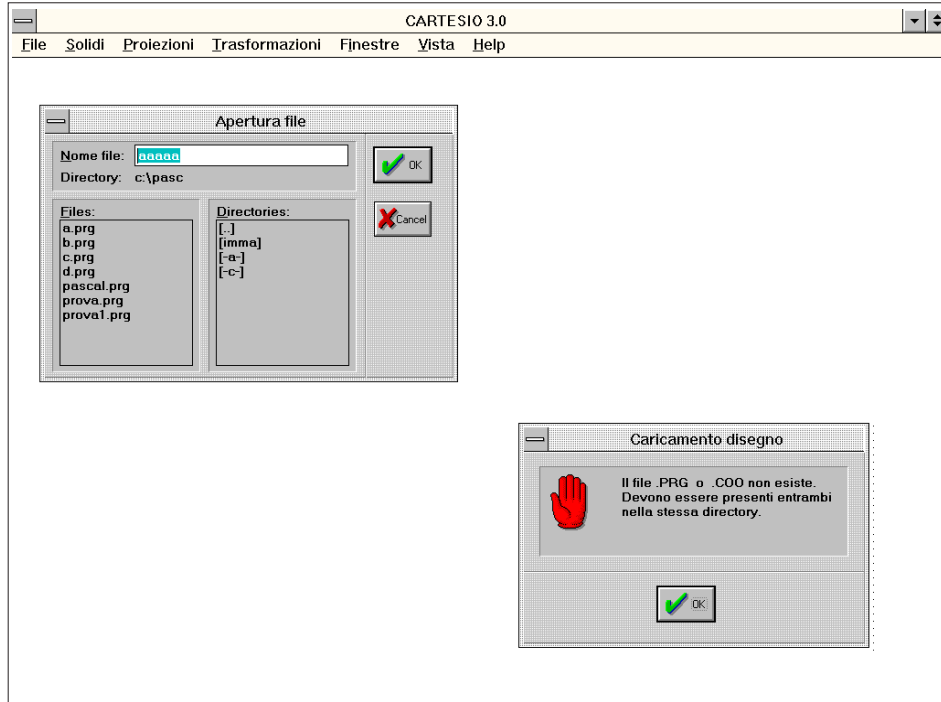 CARTESIO 3.0
File Solidi Proiezioni Trasformazioni Finestre Vista Help
Apertura file
Nome file: aaaaa
OK
Directory: c:\pasc
Cancel
Files:
a.prg
b.prg
c.prg
d.prg
pascal.prg
prova.prg
prova1.prg
Directories:
[..]
[imma]
[-a-]
[-c-]
Caricamento disegno
Il file .PRG o .COO non esiste.
Devono essere presenti entrambi
nella stessa directory.
OK